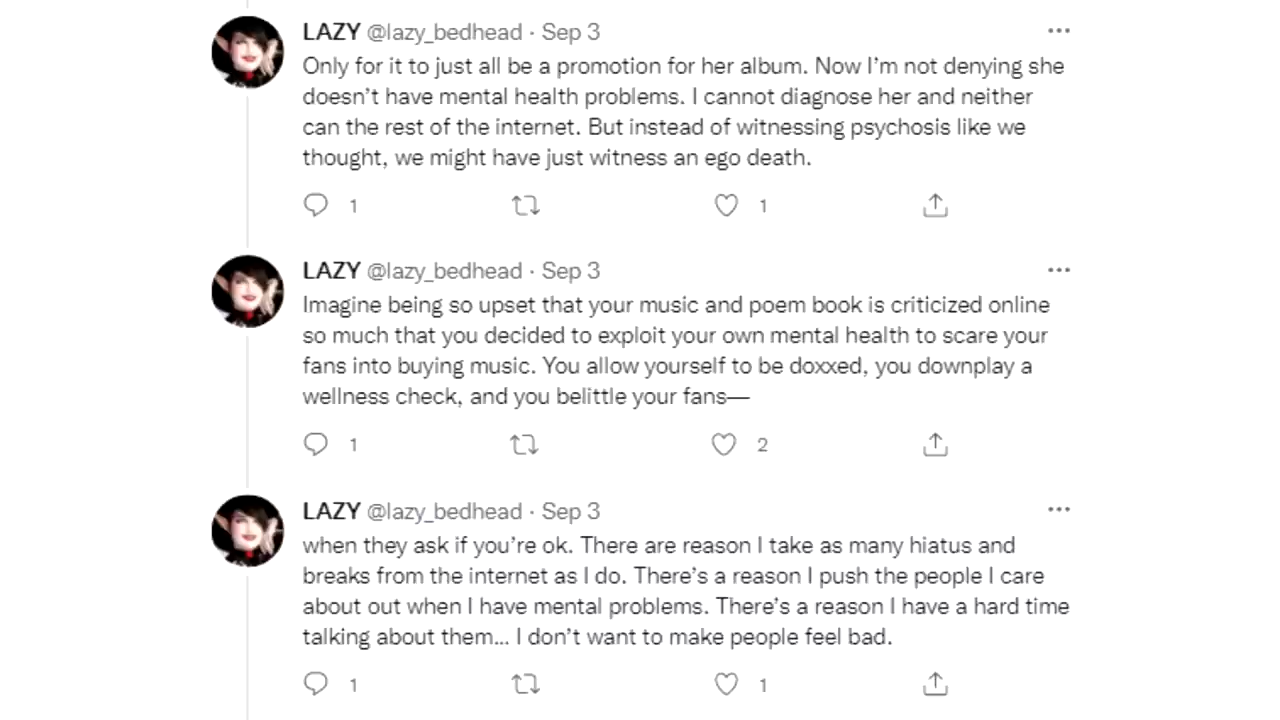 LAZY @lazy_bedhead · Sep 3
Only for it to just all be a promotion for her album. Now I'm not denying she
doesn't have mental health problems. I cannot diagnose her and neither
can the rest of the internet. But instead of witnessing psychosis like we
thought, we might have just witness an ego death.
1 1
LAZY @lazy_bedhead · Sep 3
Imagine being so upset that your music and poem book is criticized online
so much that you decided to exploit your own mental health to scare your
fans into buying music. You allow yourself to be doxxed, you downplay a
wellness check, and you belittle your fans—
1 2
LAZY @lazy_bedhead · Sep 3
when they ask if you're ok. There are reason I take as many hiatus and
breaks from the internet as I do. There's a reason I push the people I care
about out when I have mental problems. There's a reason I have a hard time
talking about them... I don't want to make people feel bad.
1 1